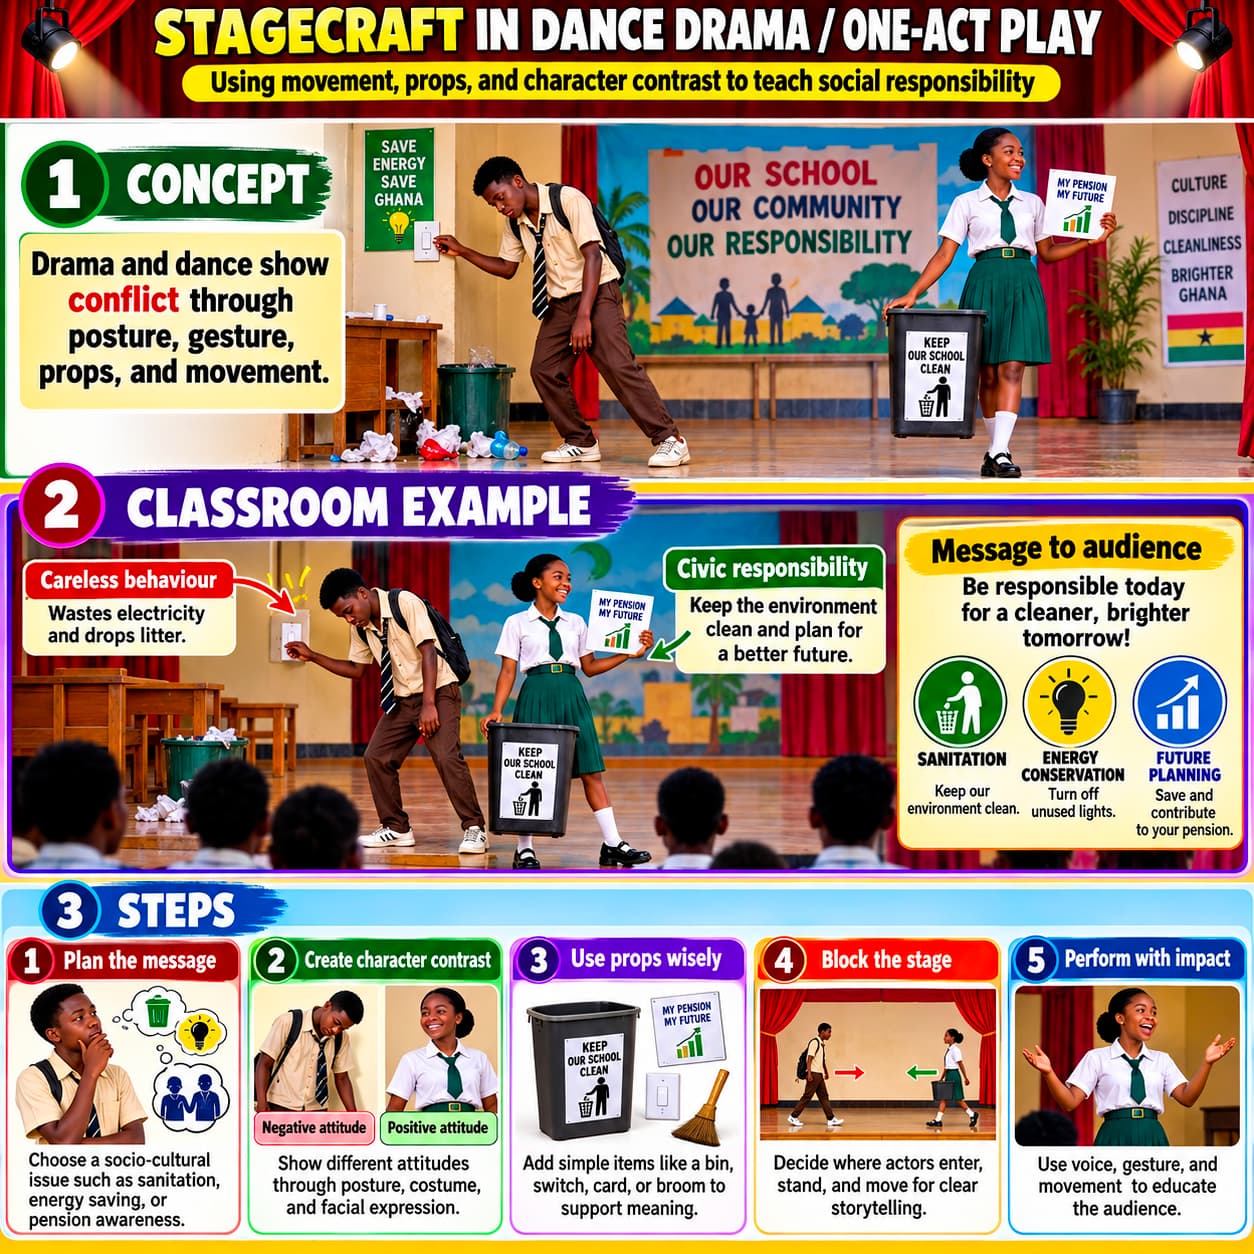 STAGECRAFT IN DANCE DRAMA / ONE-ACT PLAY
Using movement, props, and character contrast to teach social responsibility
1 CONCEPT
Drama and dance show
conflict through
posture, gesture,
props, and movement.
SAVE
ENERGY
SAVE
GHANA
OUR SCHOOL
OUR COMMUNITY
OUR RESPONSIBILITY
MY PENSION
MY FUTURE
KEEP
OUR SCHOOL
CLEAN
CULTURE
DISCIPLINE
CLEANLINESS
BRIGHTER
GHANA
2 CLASSROOM EXAMPLE
Careless behaviour
Wastes electricity
and drops litter.
MY PENSION
MY FUTURE
KEEP
OUR SCHOOL
CLEAN
Civic responsibility
Keep the environment
clean and plan for
a better future.
Message to audience
Be responsible today
for a cleaner, brighter
tomorrow!
SANITATION
Keep our
environment clean.
ENERGY
CONSERVATION
Turn off
unused lights.
FUTURE
PLANNING
Save and
contribute
to your pension.
3 STEPS
1 Plan the message
Choose a socio-cultural
issue such as sanitation,
energy saving, or
pension awareness.
2 Create character contrast
Negative attitude
Positive attitude
Show different attitudes
through posture, costume,
and facial expression.
3 Use props wisely
KEEP
OUR SCHOOL
CLEAN
MY PENSION
MY FUTURE
Add simple items like a bin,
switch, card, or broom to
support meaning.
4 Block the stage
Decide where actors enter,
stand, and move for clear
storytelling.
5 Perform with impact
Use voice, gesture, and
movement to educate
the audience.